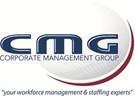 CMG
CORPORATE MANAGEMENT GROUP
"your workforce management & staffing experts"